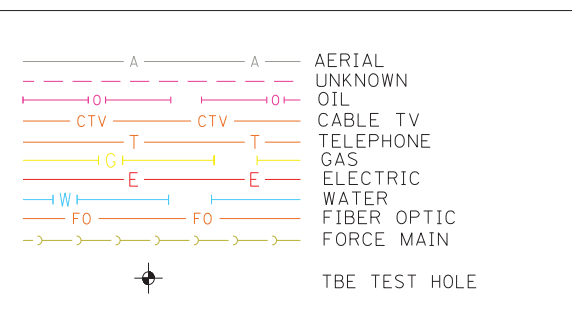 A A AERIAL
UNKNOWN
O O OIL
CTV CTV CABLE TV
T T TELEPHONE
G GAS
E E ELECTRIC
W WATER
FO FO FIBER OPTIC
FORCE MAIN
TBE TEST HOLE